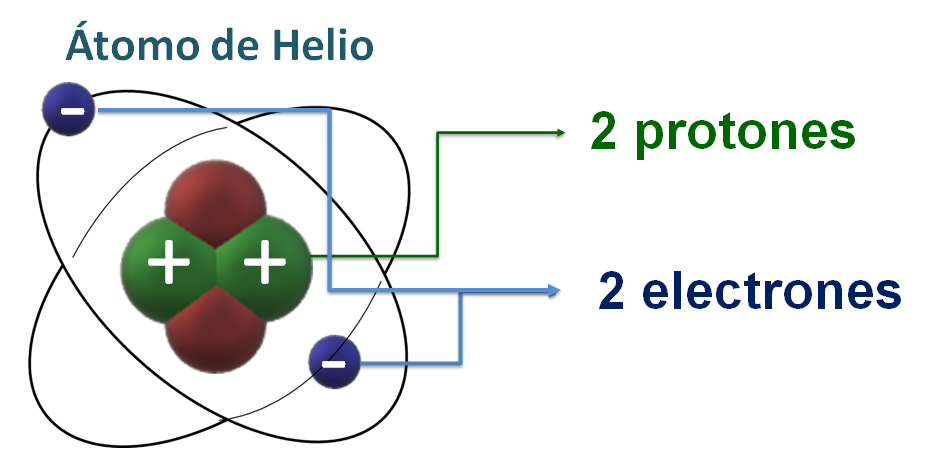 Átomo de Helio
-
2 protones
+ +
2 electrones
-